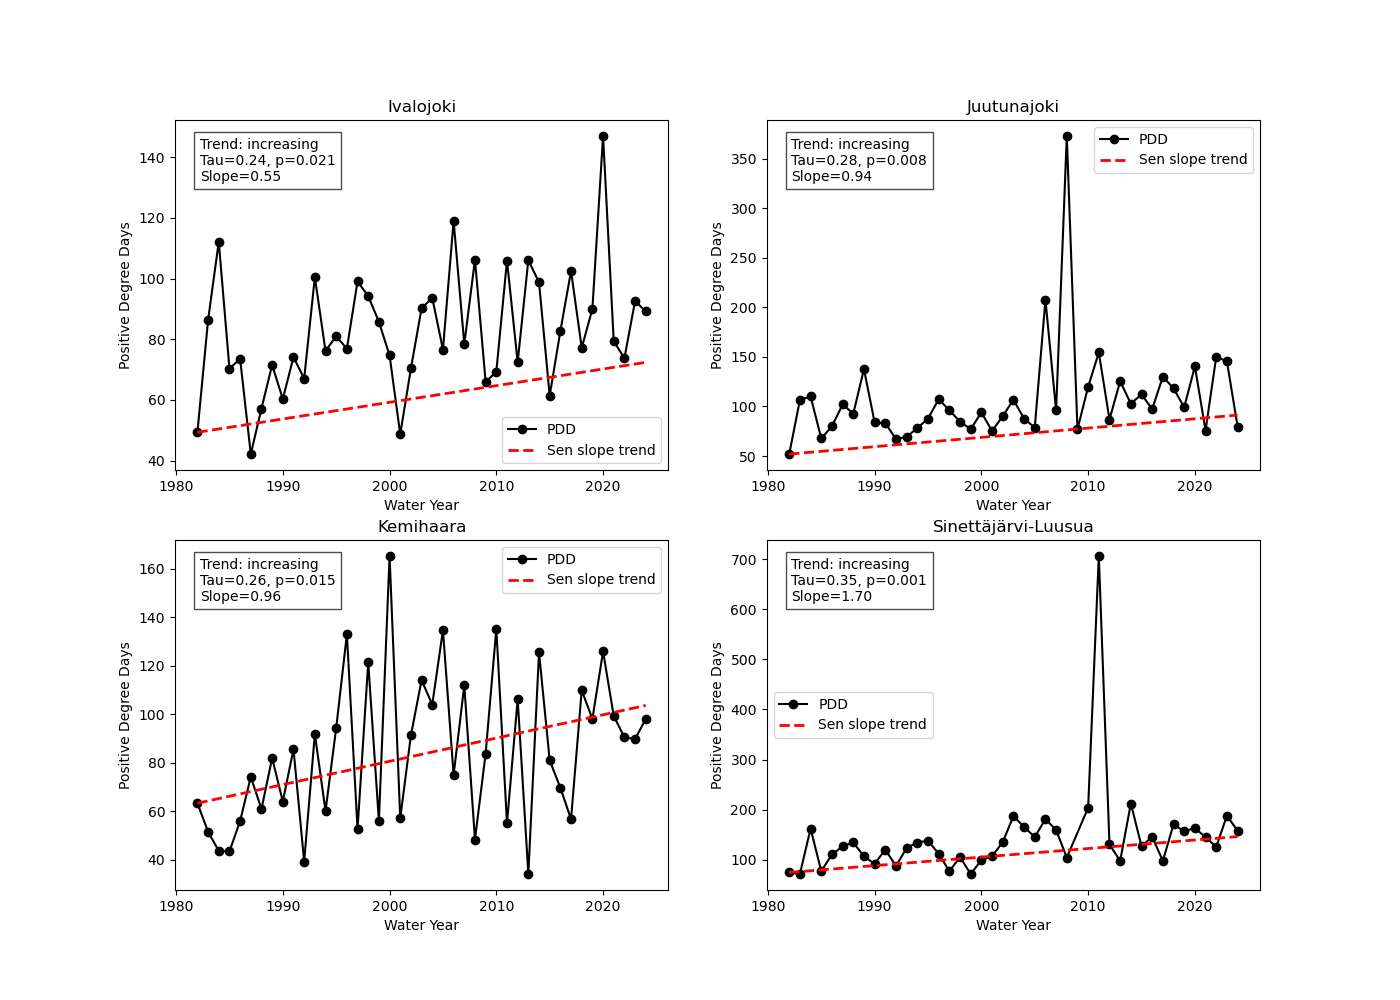 Ivalojoki
Trend: increasing
Tau=0.24, p=0.021
Slope=0.55
140
120
100
80
60
40
Positive Degree Days
PDD
Sen slope trend
1980 1990 2000 2010 2020
Water Year
Juutunajoki
Trend: increasing
Tau=0.28, p=0.008
Slope=0.94
PDD
Sen slope trend
350
300
250
200
150
100
50
Positive Degree Days
1980 1990 2000 2010 2020
Water Year
Kemihaara
Trend: increasing
Tau=0.26, p=0.015
Slope=0.96
PDD
Sen slope trend
160
140
120
100
80
60
40
Positive Degree Days
1980 1990 2000 2010 2020
Water Year
Sinettäjärvi-Luusua
Trend: increasing
Tau=0.35, p=0.001
Slope=1.70
700
600
500
400
300
200
100
Positive Degree Days
PDD
Sen slope trend
1980 1990 2000 2010 2020
Water Year